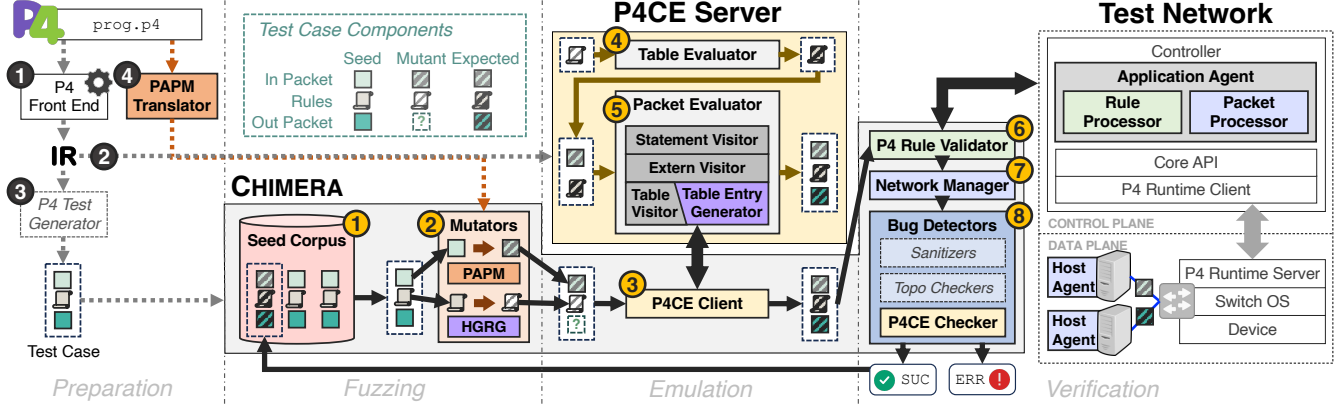 P4
prog.p4
1
P4
Front End
4
PAPM
Translator
IR
2
3
P4 Test
Generator
Test Case
Preparation
Test Case Components
Seed
Mutant
Expected
In Packet
Rules
Out Packet
?
CHIMERA
Seed Corpus
1
2
Mutators
PAPM
HGRG
Fuzzing
P4CE Server
4
Table Evaluator
5
Packet Evaluator
Statement Visitor
Extern Visitor
Table
Visitor
Table Entry
Generator
?
3
P4CE Client
Emulation
6
P4 Rule Validator
7
Network Manager
8
Bug Detectors
Sanitizers
Topo Checkers
P4CE Checker
SUC
ERR
!
Test Network
Controller
Application Agent
Rule
Processor
Packet
Processor
Core API
P4 Runtime Client
CONTROL PLANE
DATA PLANE
Host
Agent
Host
Agent
P4 Runtime Server
Switch OS
Device
Verification